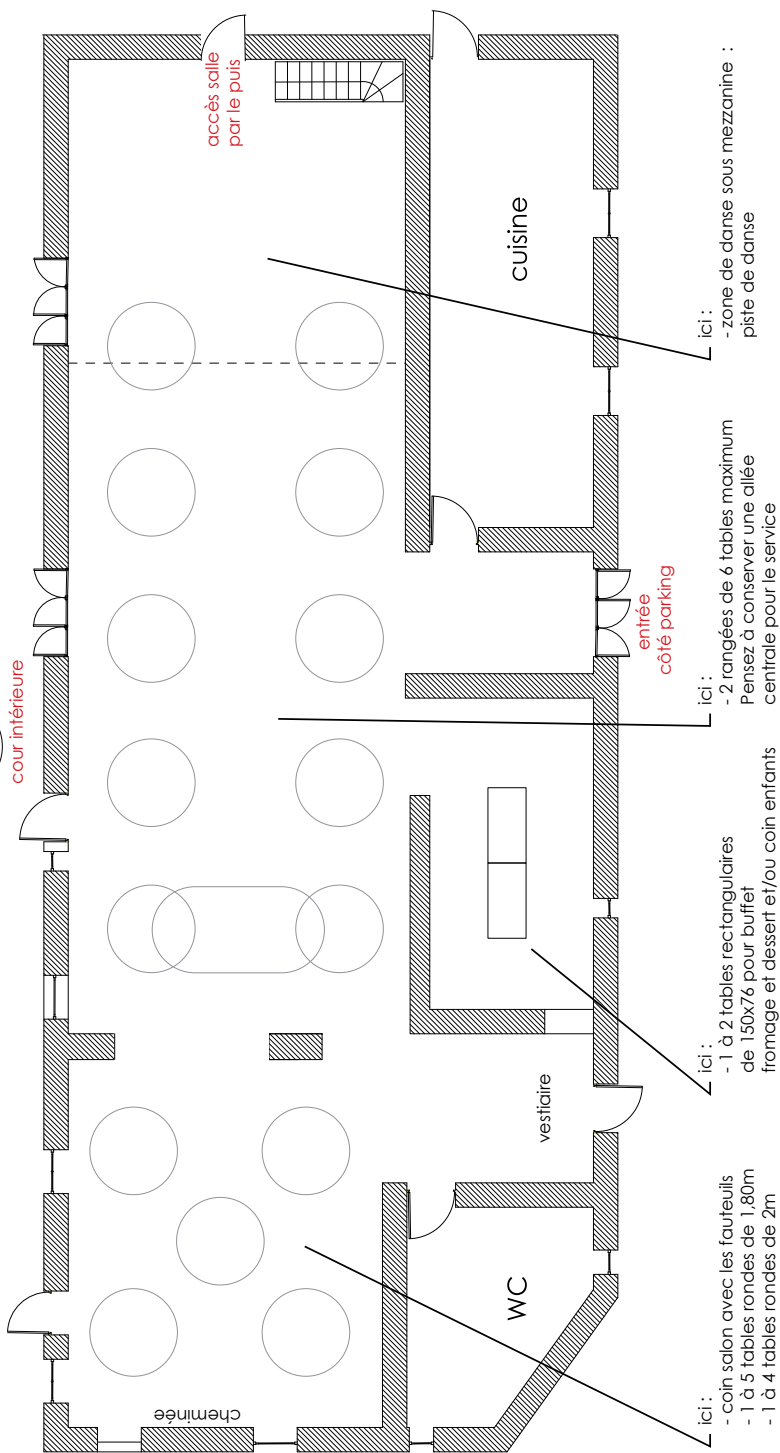 cour intérieure
accès salle
par le puis
cuisine
entrée
côté parking
vestiaire
WC
cheminée
ici :
- coin salon avec les fauteuils
- 1 à 5 tables rondes de 1,80m
- 1 à 4 tables rondes de 2m
ici :
- 1 à 2 tables rectangulaires
de 150x76 pour buffet
fromage et dessert et/ou coin enfants
ici :
- 2 rangées de 6 tables maximum
Pensez à conserver une allée
centrale pour le service
ici :
- zone de danse sous mezzanine :
piste de danse